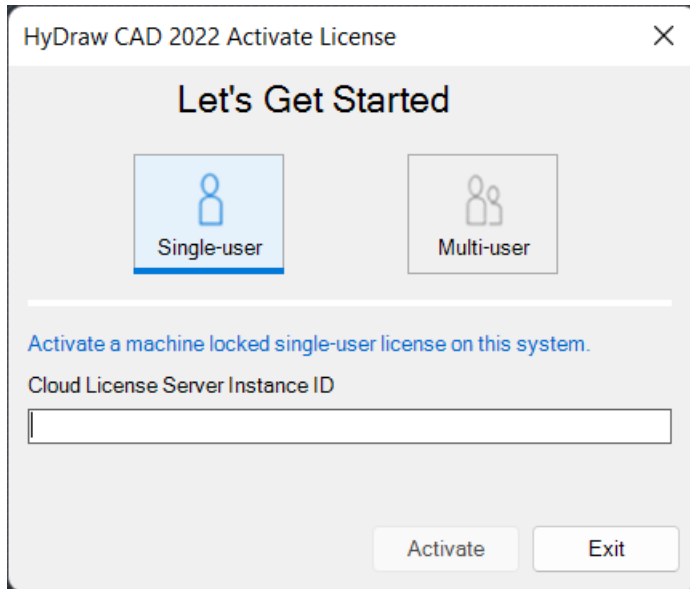 HyDraw CAD 2022 Activate License
Let's Get Started
Single-user
Multi-user
Activate a machine locked single-user license on this system.
Cloud License Server Instance ID
Activate
Exit